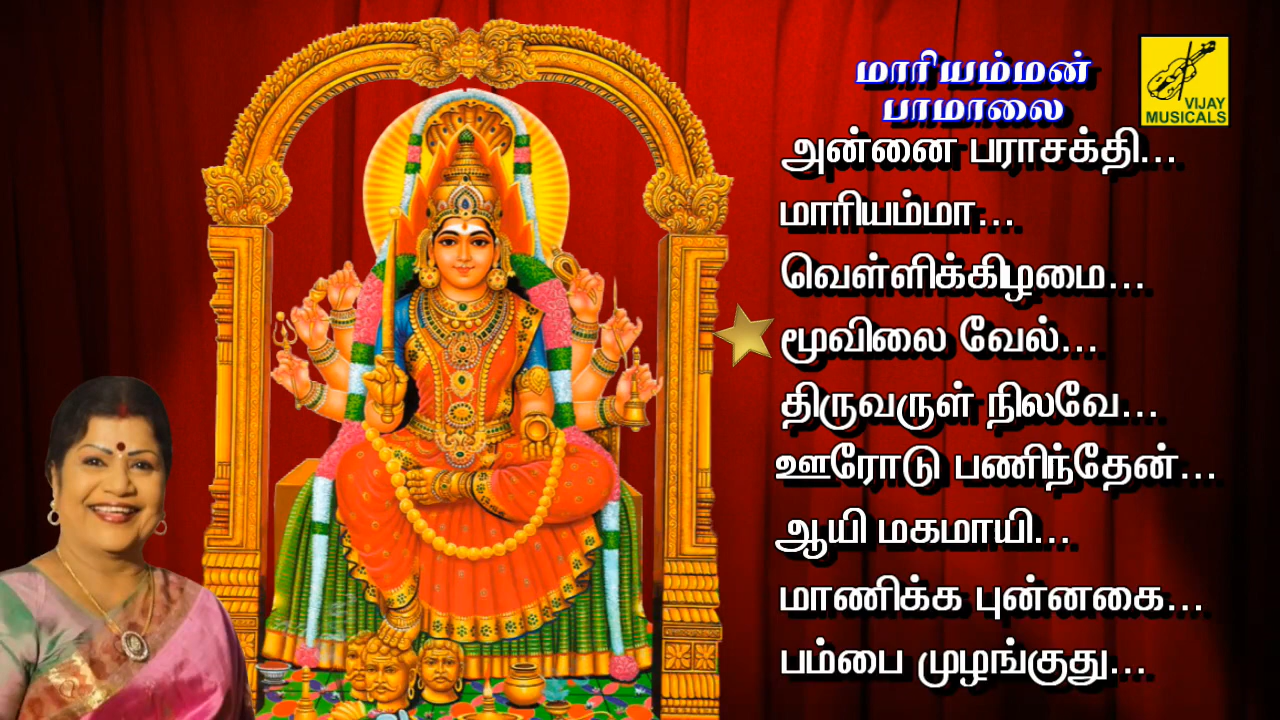 மாரியம்மன்
பாமாலை
VIJAY
MUSICALS
அன்னை பராசக்தி...
மாரியம்மா...
வெள்ளிக்கிழமை...
மூவிலை வேல்...
திருவருள் நிலவே...
ஊரோடு பணிந்தேன்...
ஆயி மகமாயி...
மாணிக்க புன்னகை...
பம்பை முழங்குது...